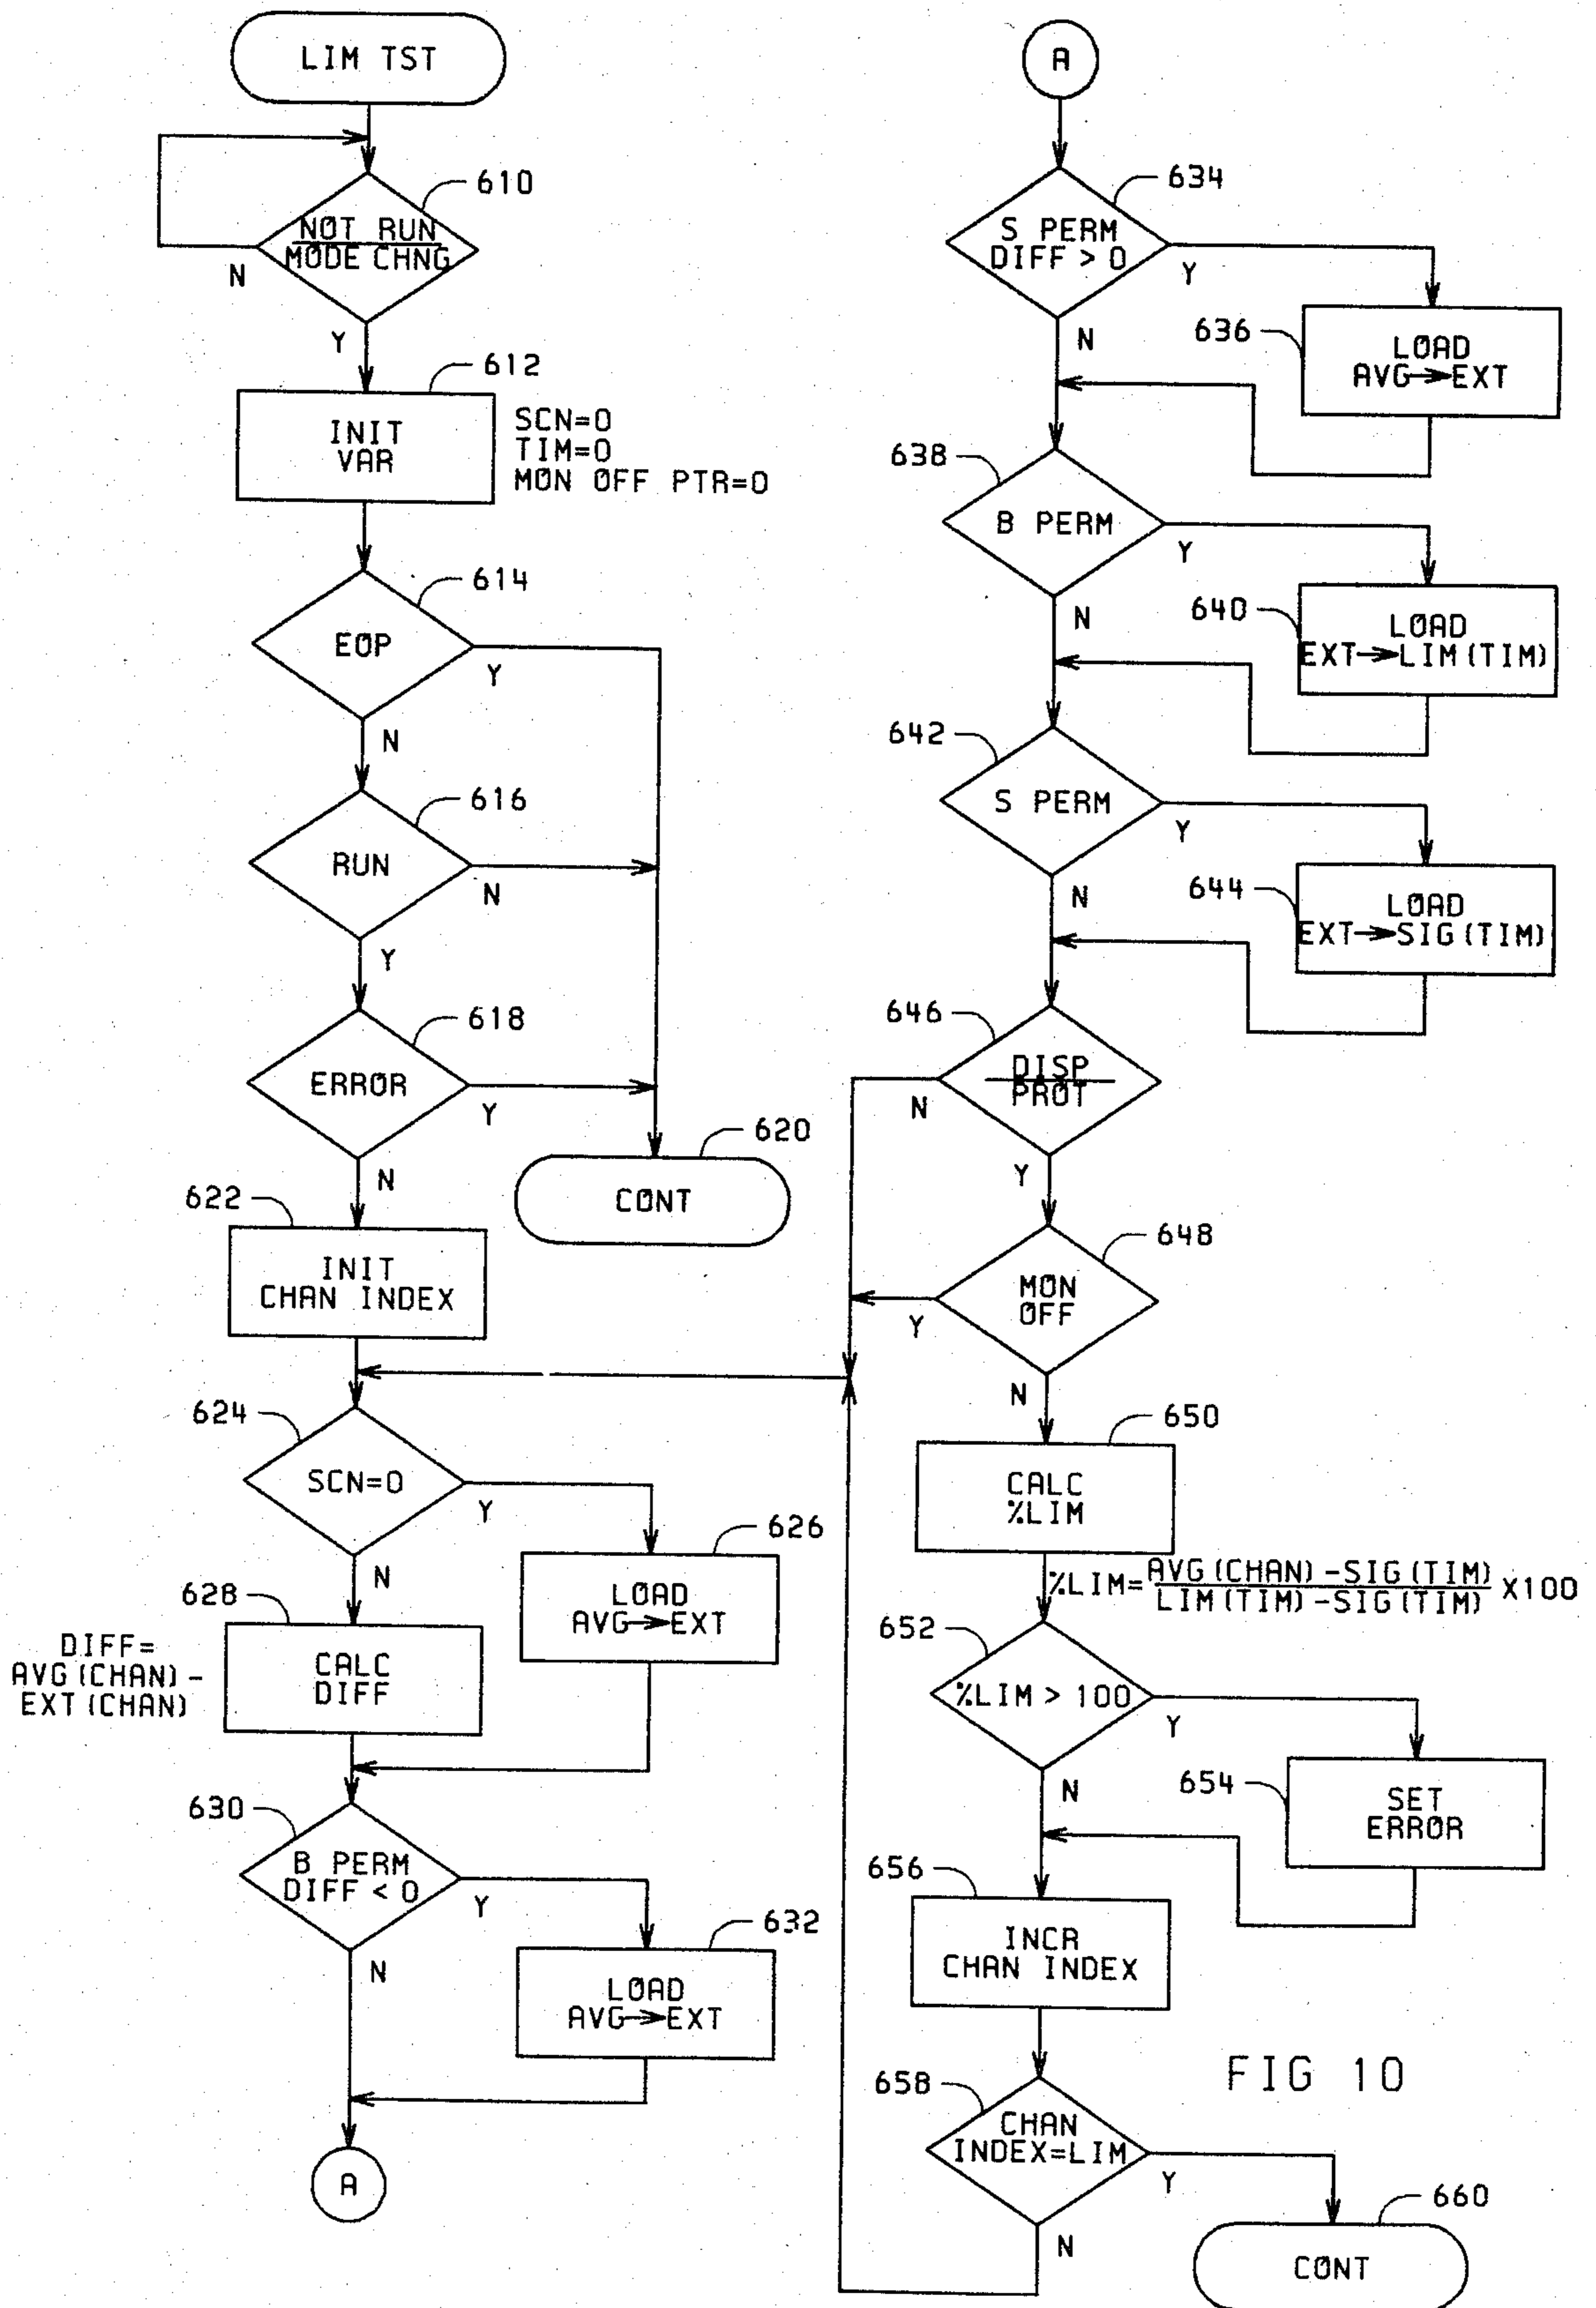 LIM TST
610
NOT RUN
MODE CHNG
N
Y
612
INIT
VAR
SCN=0
TIM=0
MON OFF PTR=0
614
EOP
Y
N
616
RUN
N
Y
618
ERROR
Y
N
620
CONT
622
INIT
CHAN INDEX
624
SCN=0
Y
N
626
LOAD
AVG→EXT
628
DIFF=
AVG(CHAN)-
EXT(CHAN)
CALC
DIFF
630
B PERM
DIFF < 0
Y
N
632
LOAD
AVG→EXT
A
A
634
S PERM
DIFF > 0
Y
N
636
LOAD
AVG→EXT
638
B PERM
Y
N
640
LOAD
EXT→LIM(TIM)
642
S PERM
Y
N
644
LOAD
EXT→SIG(TIM)
646
DISP
PROT
N
Y
648
MON
OFF
Y
N
650
CALC
%LIM
%LIM= AVG(CHAN)-SIG(TIM)
LIM(TIM)-SIG(TIM) X100
652
%LIM > 100
Y
N
654
SET
ERROR
656
INCR
CHAN INDEX
658
CHAN
INDEX=LIM
Y
N
660
CONT
FIG 10